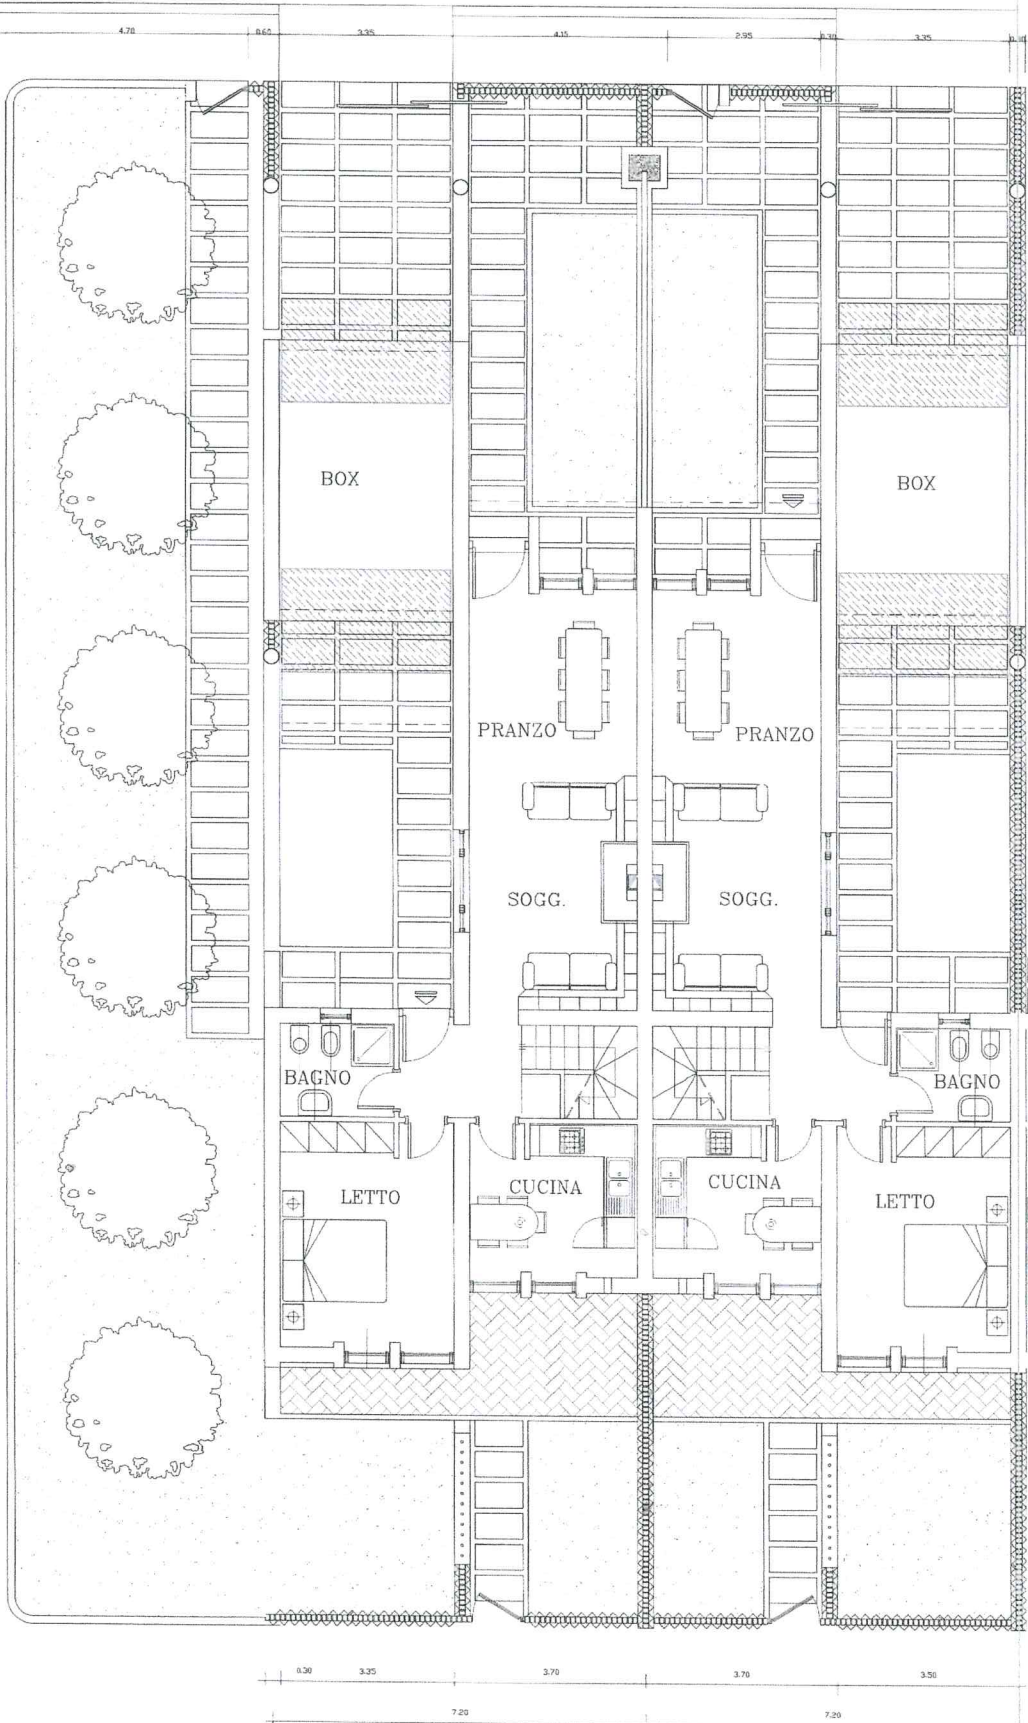 4.70 0.60 3.35 4.15 2.95 0.30 3.35 0.30
BOX BOX
PRANZO PRANZO
SOGG. SOGG.
BAGNO BAGNO
CUCINA CUCINA
LETTO LETTO
0.30 3.35 3.70 3.70 3.50
7.20 7.20